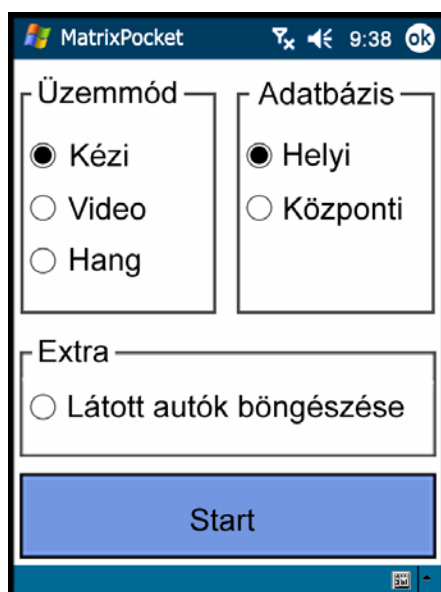 MatrixPocket 9:38 ok
Üzemmód
Kézi
Video
Hang
Adatbázis
Helyi
Központi
Extra
Látott autók böngészése
Start